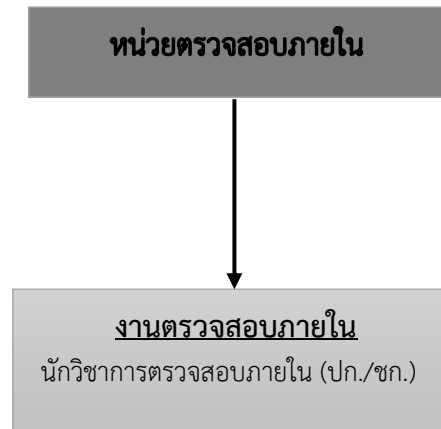 หน่วยตรวจสอบภายใน
งานตรวจสอบภายใน
นักวิชาการตรวจสอบภายใน (ปก./ชก.)